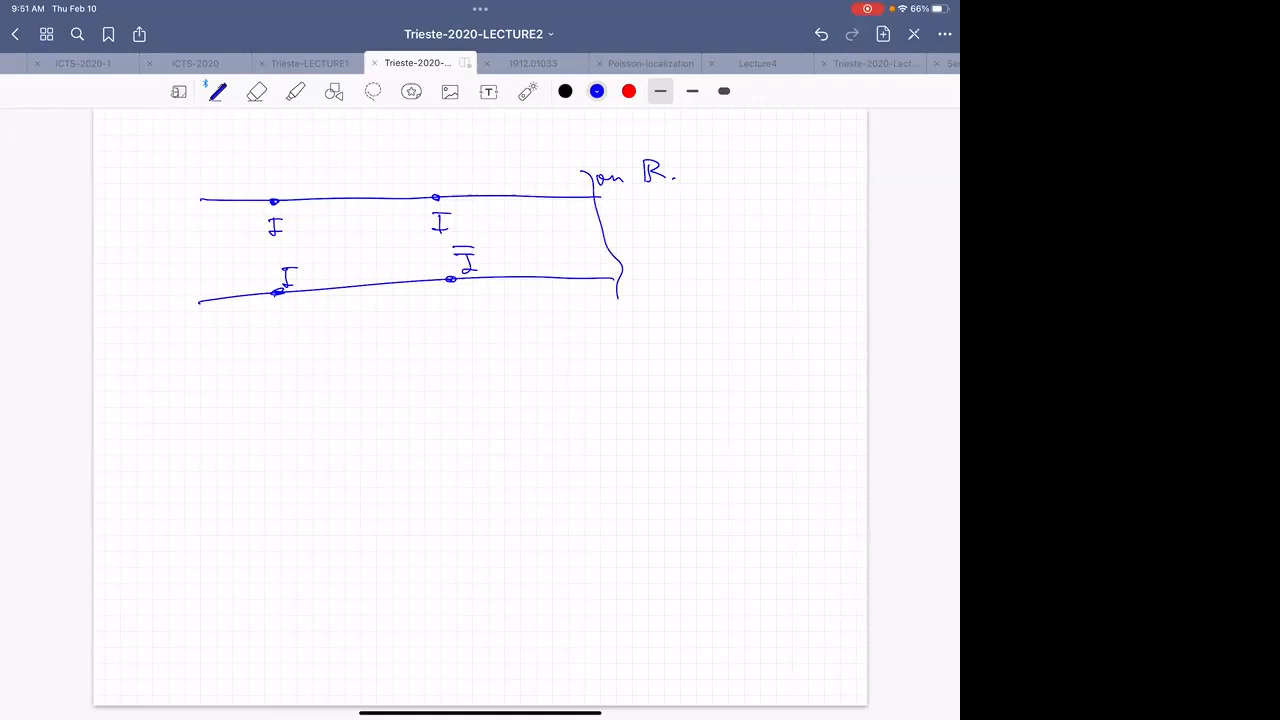 9:51 AM Thu Feb 10
66%
Trieste-2020-LECTURE2
ICTS-2020-1
ICTS-2020
Trieste-LECTURE1
Trieste-2020-...
1912.01033
Poisson-localization
Lecture4
Trieste-2020-Lect...
Se
T
on ℝ.
I I
I